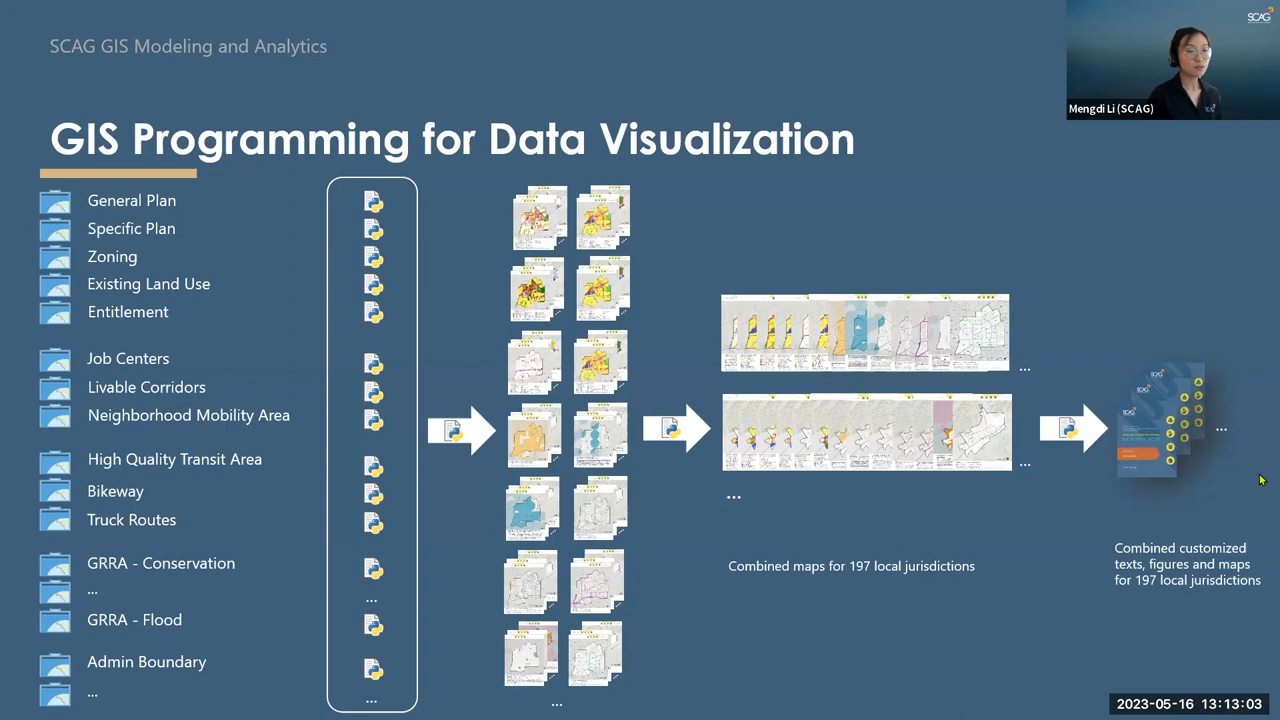 SCAG GIS Modeling and Analytics
SCAG
Mengdi Li (SCAG)
GIS Programming for Data Visualization
General Plan
Specific Plan
Zoning
Existing Land Use
Entitlement
Job Centers
Livable Corridors
Neighborhood Mobility Area
High Quality Transit Area
Bikeway
Truck Routes
GRRA - Conservation
...
GRRA - Flood
Admin Boundary
...
...
...
...
...
...
...
Combined maps for 197 local jurisdictions
SCAG
SCAG
SCAG
...
Combined customized
texts, figures and maps
for 197 local jurisdictions
2023-05-16 13:13:03